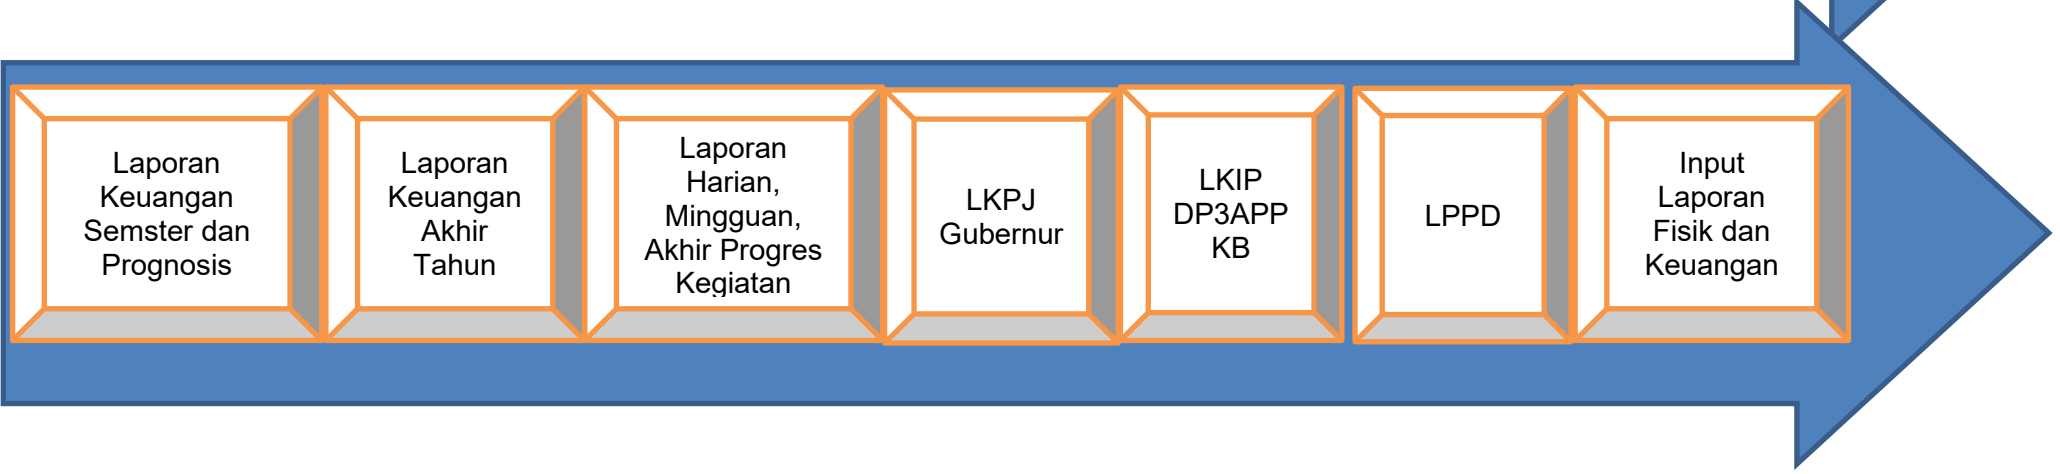 Laporan
Keuangan
Semster dan
Prognosis
Laporan
Keuangan
Akhir
Tahun
Laporan
Harian,
Mingguan,
Akhir Progres
Kegiatan
LKPJ
Gubernur
LKIP
DP3APP
KB
LPPD
Input
Laporan
Fisik dan
Keuangan